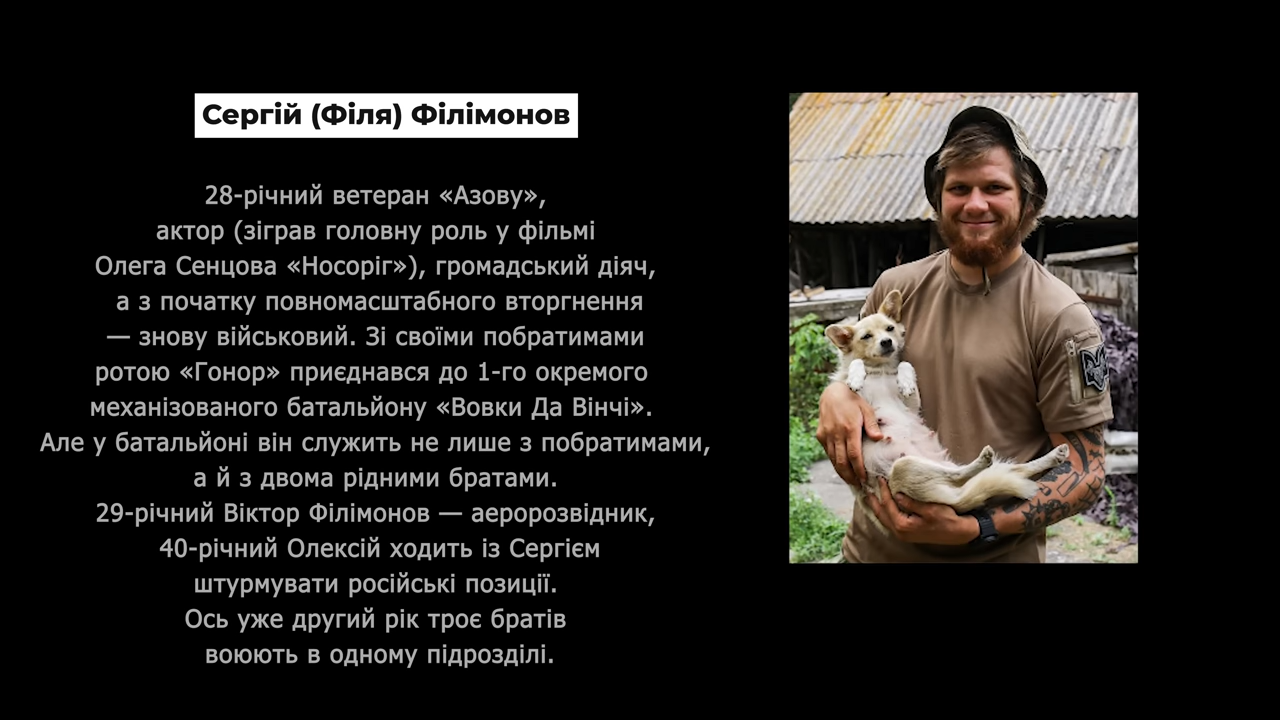 Сергій (Філя) Філімонов
28-річний ветеран «Азову»,
актор (зіграв головну роль у фільмі
Олега Сенцова «Носоріг»), громадський діяч,
а з початку повномасштабного вторгнення
— знову військовий. Зі своїми побратимами
ротою «Гонор» приєднався до 1-го окремого
механізованого батальйону «Вовки Да Вінчі».
Але у батальйоні він служить не лише з побратимами,
а й з двома рідними братами.
29-річний Віктор Філімонов — аеророзвідник,
40-річний Олексій ходить із Сергієм
штурмувати російські позиції.
Ось уже другий рік троє братів
воюють в одному підрозділі.